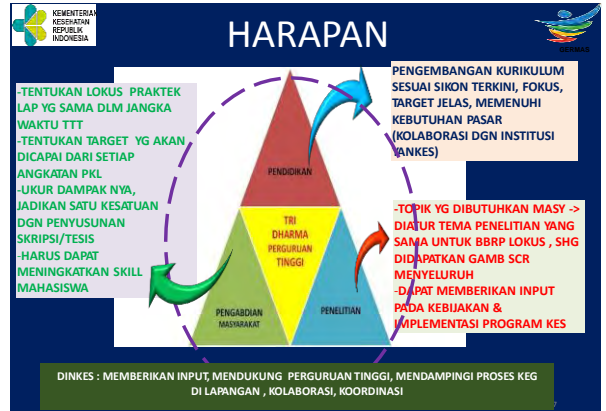 KEMENTERIAN
KESEHATAN
REPUBLIK
INDONESIA
HARAPAN
GERMAS
-TENTUKAN LOKUS PRAKTEK
LAP YG SAMA DLM JANGKA
WAKTU TTT
-TENTUKAN TARGET YG AKAN
DICAPAI DARI SETIAP
ANGKATAN PKL
-UKUR DAMPAK NYA,
JADIKAN SATU KESATUAN
DGN PENYUSUNAN
SKRIPSI/TESIS
-HARUS DAPAT
MENINGKATKAN SKILL
MAHASISWA
PENGEMBANGAN KURIKULUM
SESUAI SIKON TERKINI, FOKUS,
TARGET JELAS, MEMENUHI
KEBUTUHAN PASAR
(KOLABORASI DGN INSTITUSI
YANKES)
PENDIDIKAN
TRI
DHARMA
PERGURUAN
TINGGI
PENGABDIAN
MASYARAKAT
PENELITIAN
-TOPIK YG DIBUTUHKAN MASY ->
DIATUR TEMA PENELITIAN YANG
SAMA UNTUK BBRP LOKUS , SHG
DIDAPATKAN GAMB SCR
MENYELURUH
-DAPAT MEMBERIKAN INPUT
PADA KEBIJAKAN &
IMPLEMENTASI PROGRAM KES
DINKES : MEMBERIKAN INPUT, MENDUKUNG PERGURUAN TINGGI, MENDAMPINGI PROSES KEG
DI LAPANGAN , KOLABORASI, KOORDINASI
7